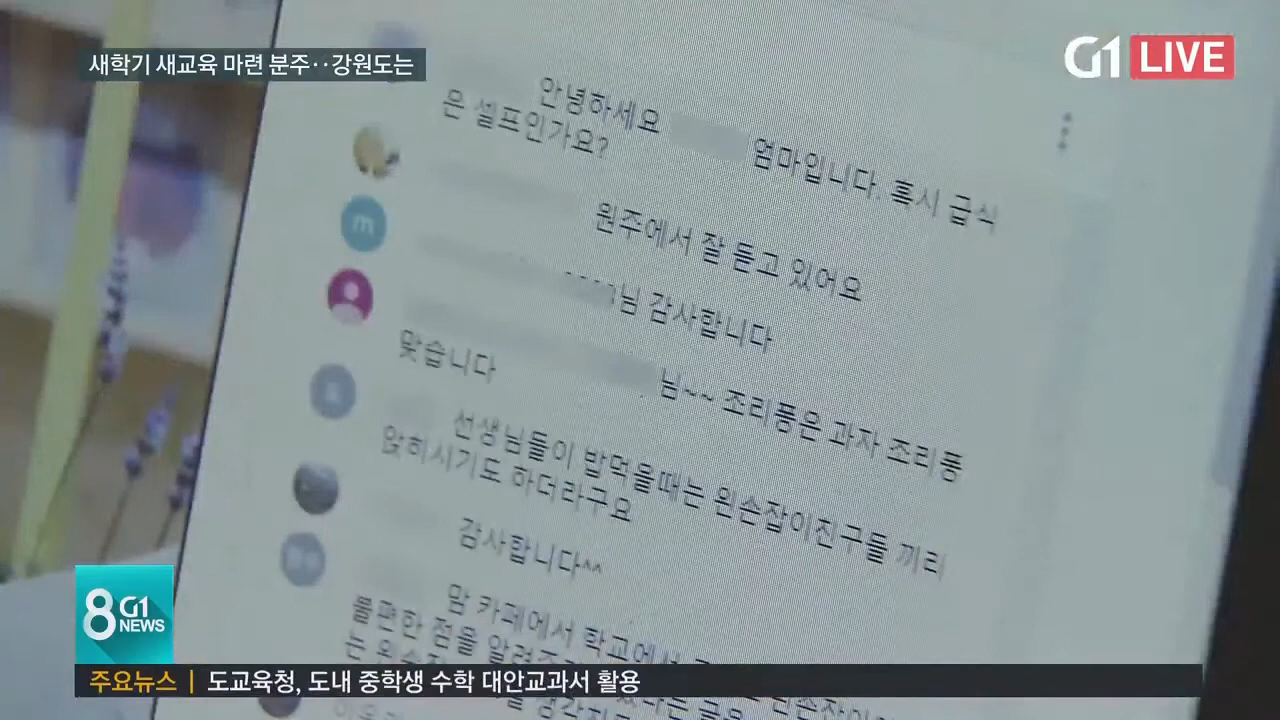 새학기 새교육 마련 분주‥강원도는
G1 LIVE
안녕하세요 엄마입니다. 혹시 급식
은 셀프인가요?
원주에서 잘 듣고 있어요
님 감사합니다
님~~ 조리퐁은 과자 조리퐁
맞습니다
선생님들이 밥먹을때는 왼손잡이친구들 끼리
앉히시기도 하더라구요
감사합니다^^
맘 카페에서 학교에서
불편한 점을 알려주
는 왼손잡
8 G1 NEWS
주요뉴스 | 도교육청, 도내 중학생 수학 대안교과서 활용